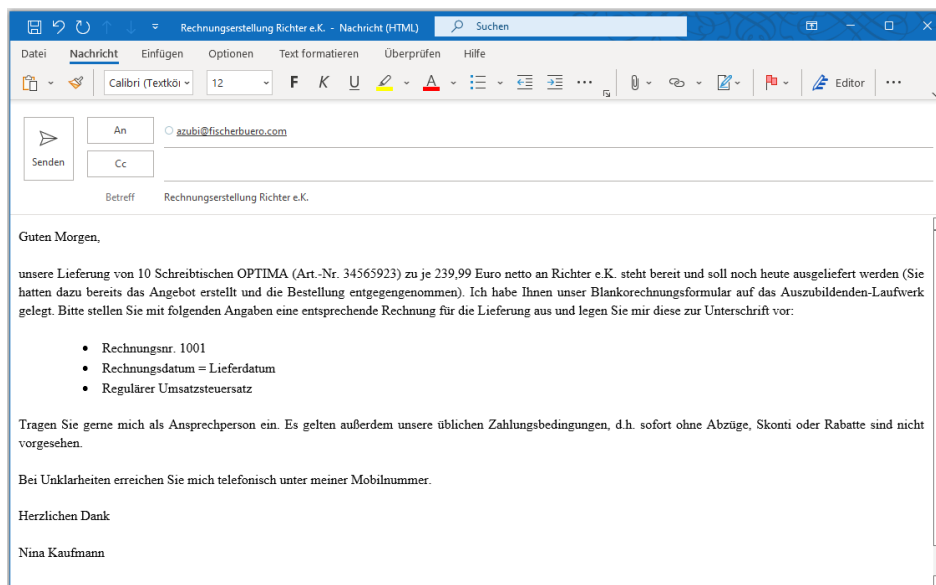 Rechnungserstellung Richter e.K. - Nachricht (HTML)
Suchen
Datei Nachricht Einfügen Optionen Text formatieren Überprüfen Hilfe
Calibri (Textkör 12 F K U A Editor
An azubi@fischerbuero.com
Senden
Cc
Betreff Rechnungserstellung Richter e.K.
Guten Morgen,
unsere Lieferung von 10 Schreibtischen OPTIMA (Art.-Nr. 34565923) zu je 239,99 Euro netto an Richter e.K. steht bereit und soll noch heute ausgeliefert werden (Sie
hatten dazu bereits das Angebot erstellt und die Bestellung entgegengenommen). Ich habe Ihnen unser Blankorechnungsformular auf das Auszubildenden-Laufwerk
gelegt. Bitte stellen Sie mit folgenden Angaben eine entsprechende Rechnung für die Lieferung aus und legen Sie mir diese zur Unterschrift vor:
• Rechnungsnr. 1001
• Rechnungsdatum = Lieferdatum
• Regulärer Umsatzsteuersatz
Tragen Sie gerne mich als Ansprechperson ein. Es gelten außerdem unsere üblichen Zahlungsbedingungen, d.h. sofort ohne Abzüge, Skonti oder Rabatte sind nicht
vorgesehen.
Bei Unklarheiten erreichen Sie mich telefonisch unter meiner Mobilnummer.
Herzlichen Dank
Nina Kaufmann